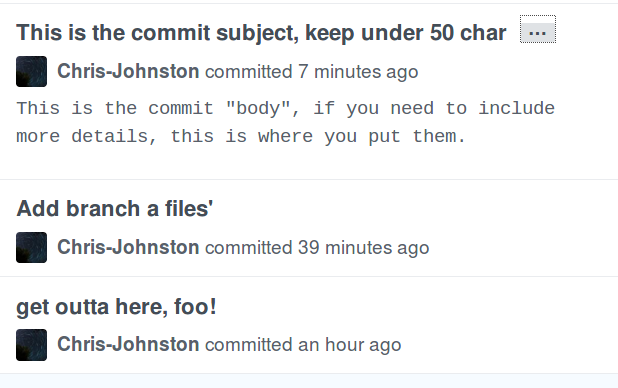 This is the commit subject, keep under 50 char ...
Chris-Johnston committed 7 minutes ago
This is the commit "body", if you need to include
more details, this is where you put them.
Add branch a files'
Chris-Johnston committed 39 minutes ago
get outta here, foo!
Chris-Johnston committed an hour ago